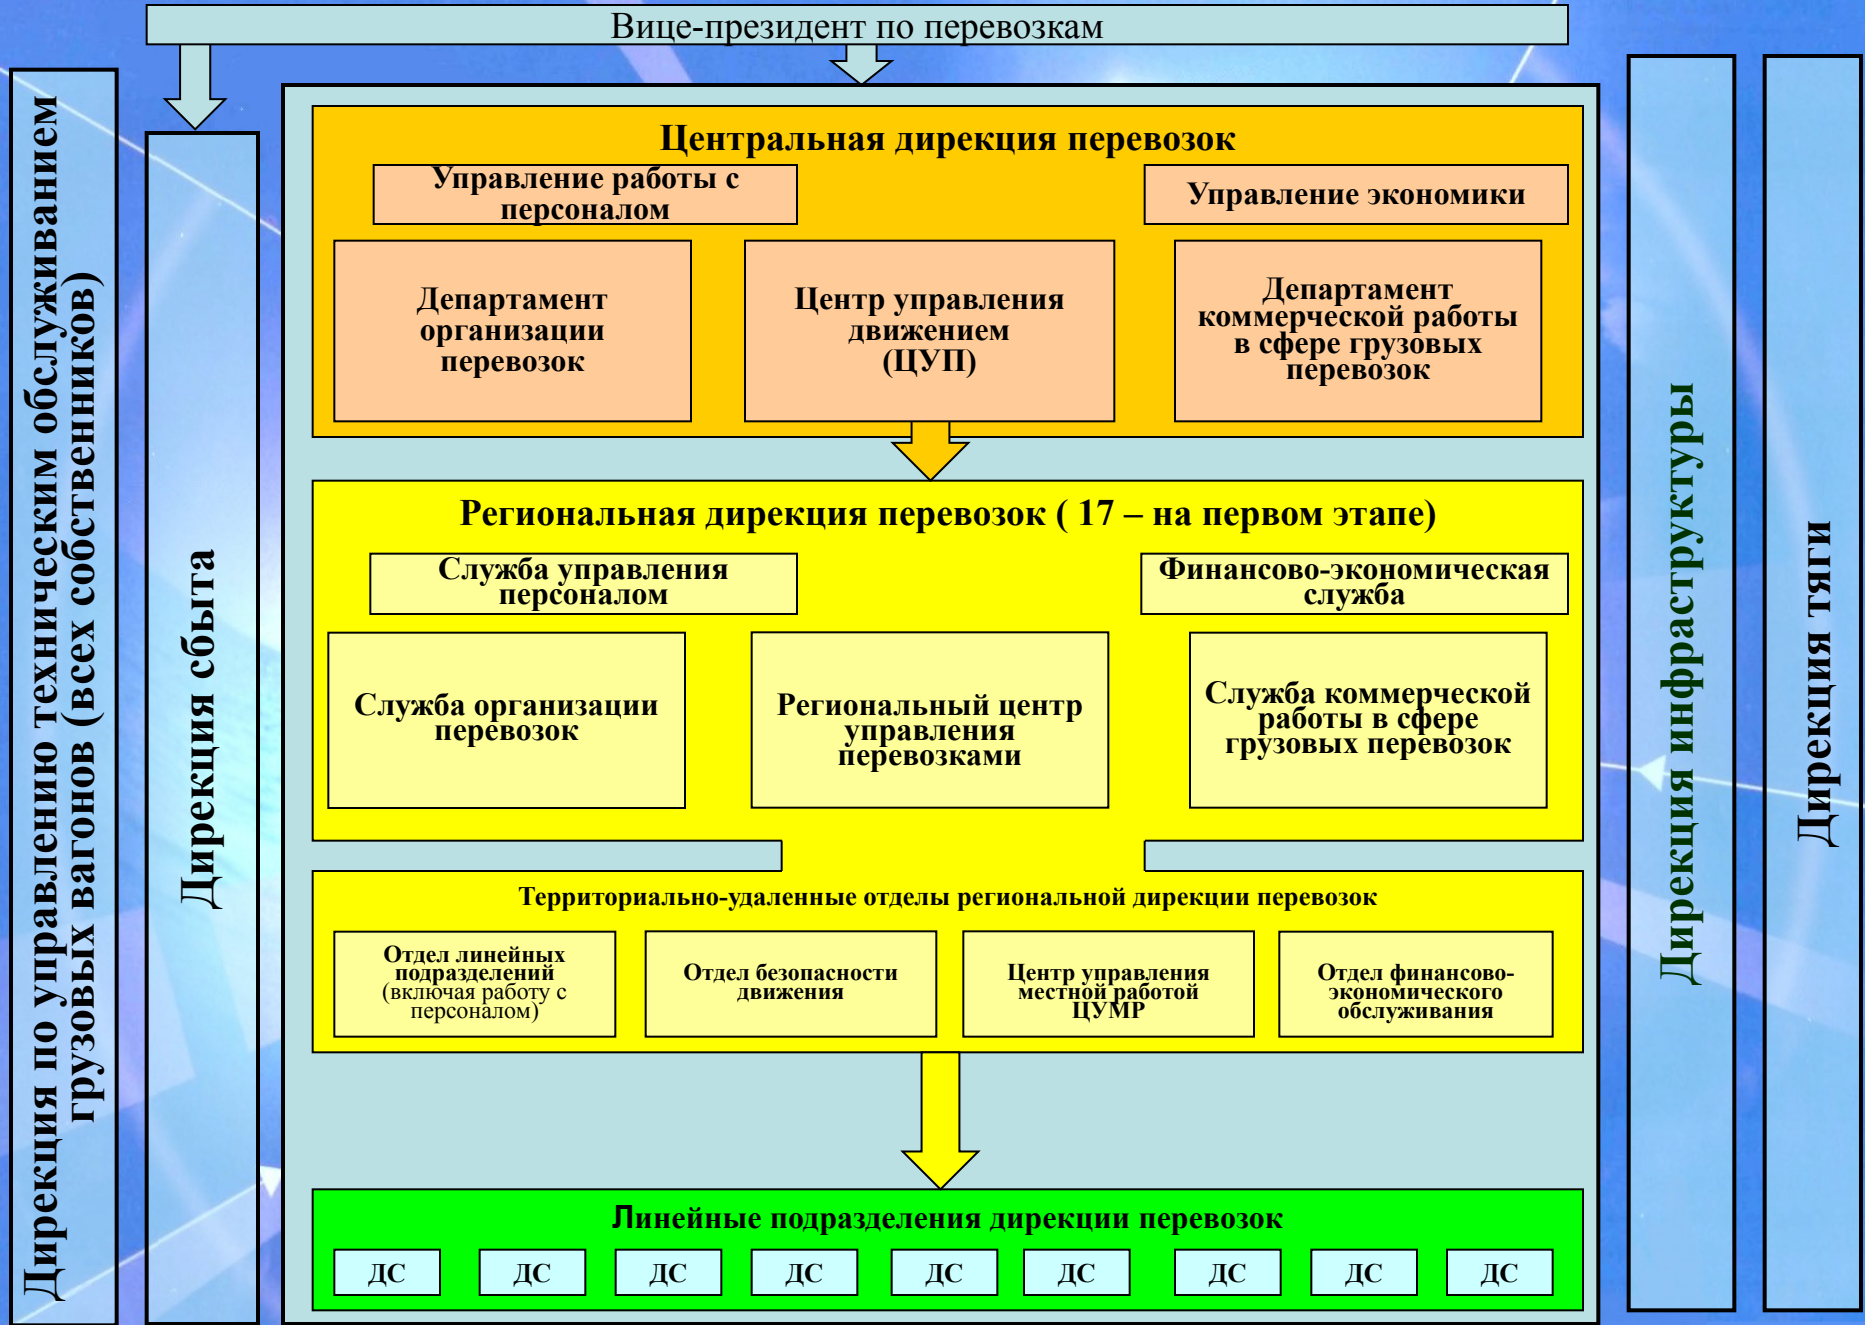 Вице-президент по перевозкам
Дирекция по управлению техническим обслуживанием
грузовых вагонов (всех собственников)
Дирекция сбыта
Центральная дирекция перевозок
Управление работы с
персоналом
Управление экономики
Департамент
организации
перевозок
Центр управления
движением
(ЦУП)
Департамент
коммерческой работы
в сфере грузовых
перевозок
Региональная дирекция перевозок ( 17 – на первом этапе)
Служба управления
персоналом
Финансово-экономическая
служба
Служба организации
перевозок
Региональный центр
управления
перевозками
Служба коммерческой
работы в сфере
грузовых перевозок
Территориально-удаленные отделы региональной дирекции перевозок
Отдел линейных
подразделений
(включая работу с
персоналом)
Отдел безопасности
движения
Центр управления
местной работой
ЦУМР
Отдел финансово-
экономического
обслуживания
Линейные подразделения дирекции перевозок
ДС
ДС
ДС
ДС
ДС
ДС
ДС
ДС
ДС
Дирекция инфраструктуры
Дирекция тяги